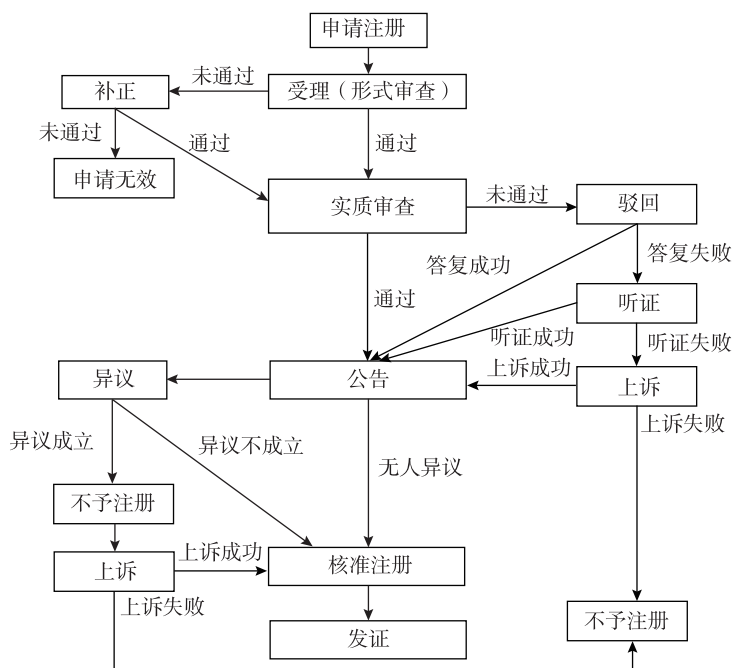 申请注册
未通过
补正
受理（形式审查）
未通过
通过
通过
申请无效
实质审查
未通过
驳回
答复成功
答复失败
通过
听证
听证成功
听证失败
异议
公告
上诉成功
上诉
异议成立
异议不成立
无人异议
上诉失败
不予注册
上诉
上诉成功
核准注册
上诉失败
发证
不予注册